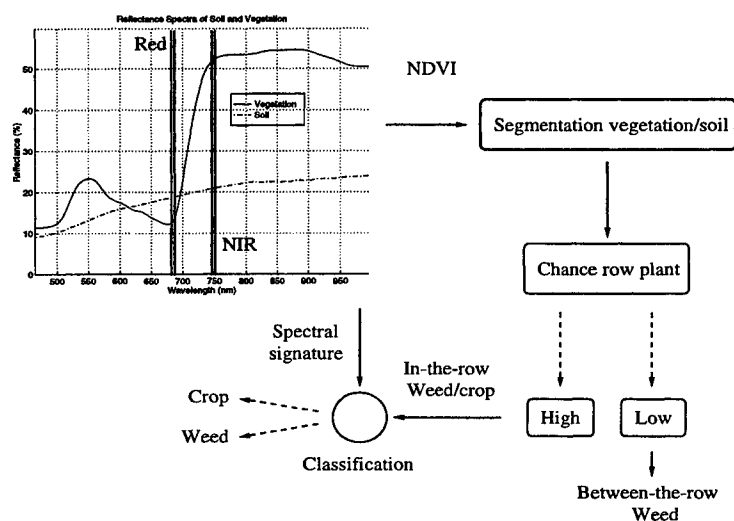 Reflectance Spectra of Soil and Vegetation
Red
NDVI
Vegetation
Soil
Reflectance (%)
60
50
40
30
20
10
0
NIR
500 550 600 650 700 750 800 850 900 950
Wavelength (nm)
Segmentation vegetation/soil
Chance row plant
Spectral
signature
In-the-row
Weed/crop
High
Low
Crop
Weed
Classification
Between-the-row
Weed